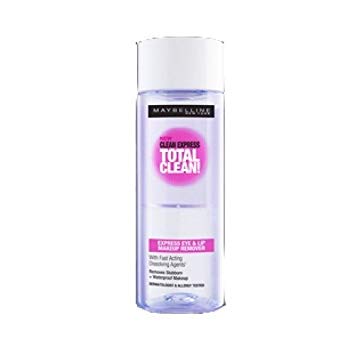 MAYBELLINE
NEW YORK
NEW
CLEAN EXPRESS
TOTAL
CLEAN!
EXPRESS EYE & LIP
MAKEUP REMOVER
With Fast Acting
Dissolving Agents
Removes Stubborn
+ Waterproof Makeup
DERMATOLOGIST & ALLERGY TESTED